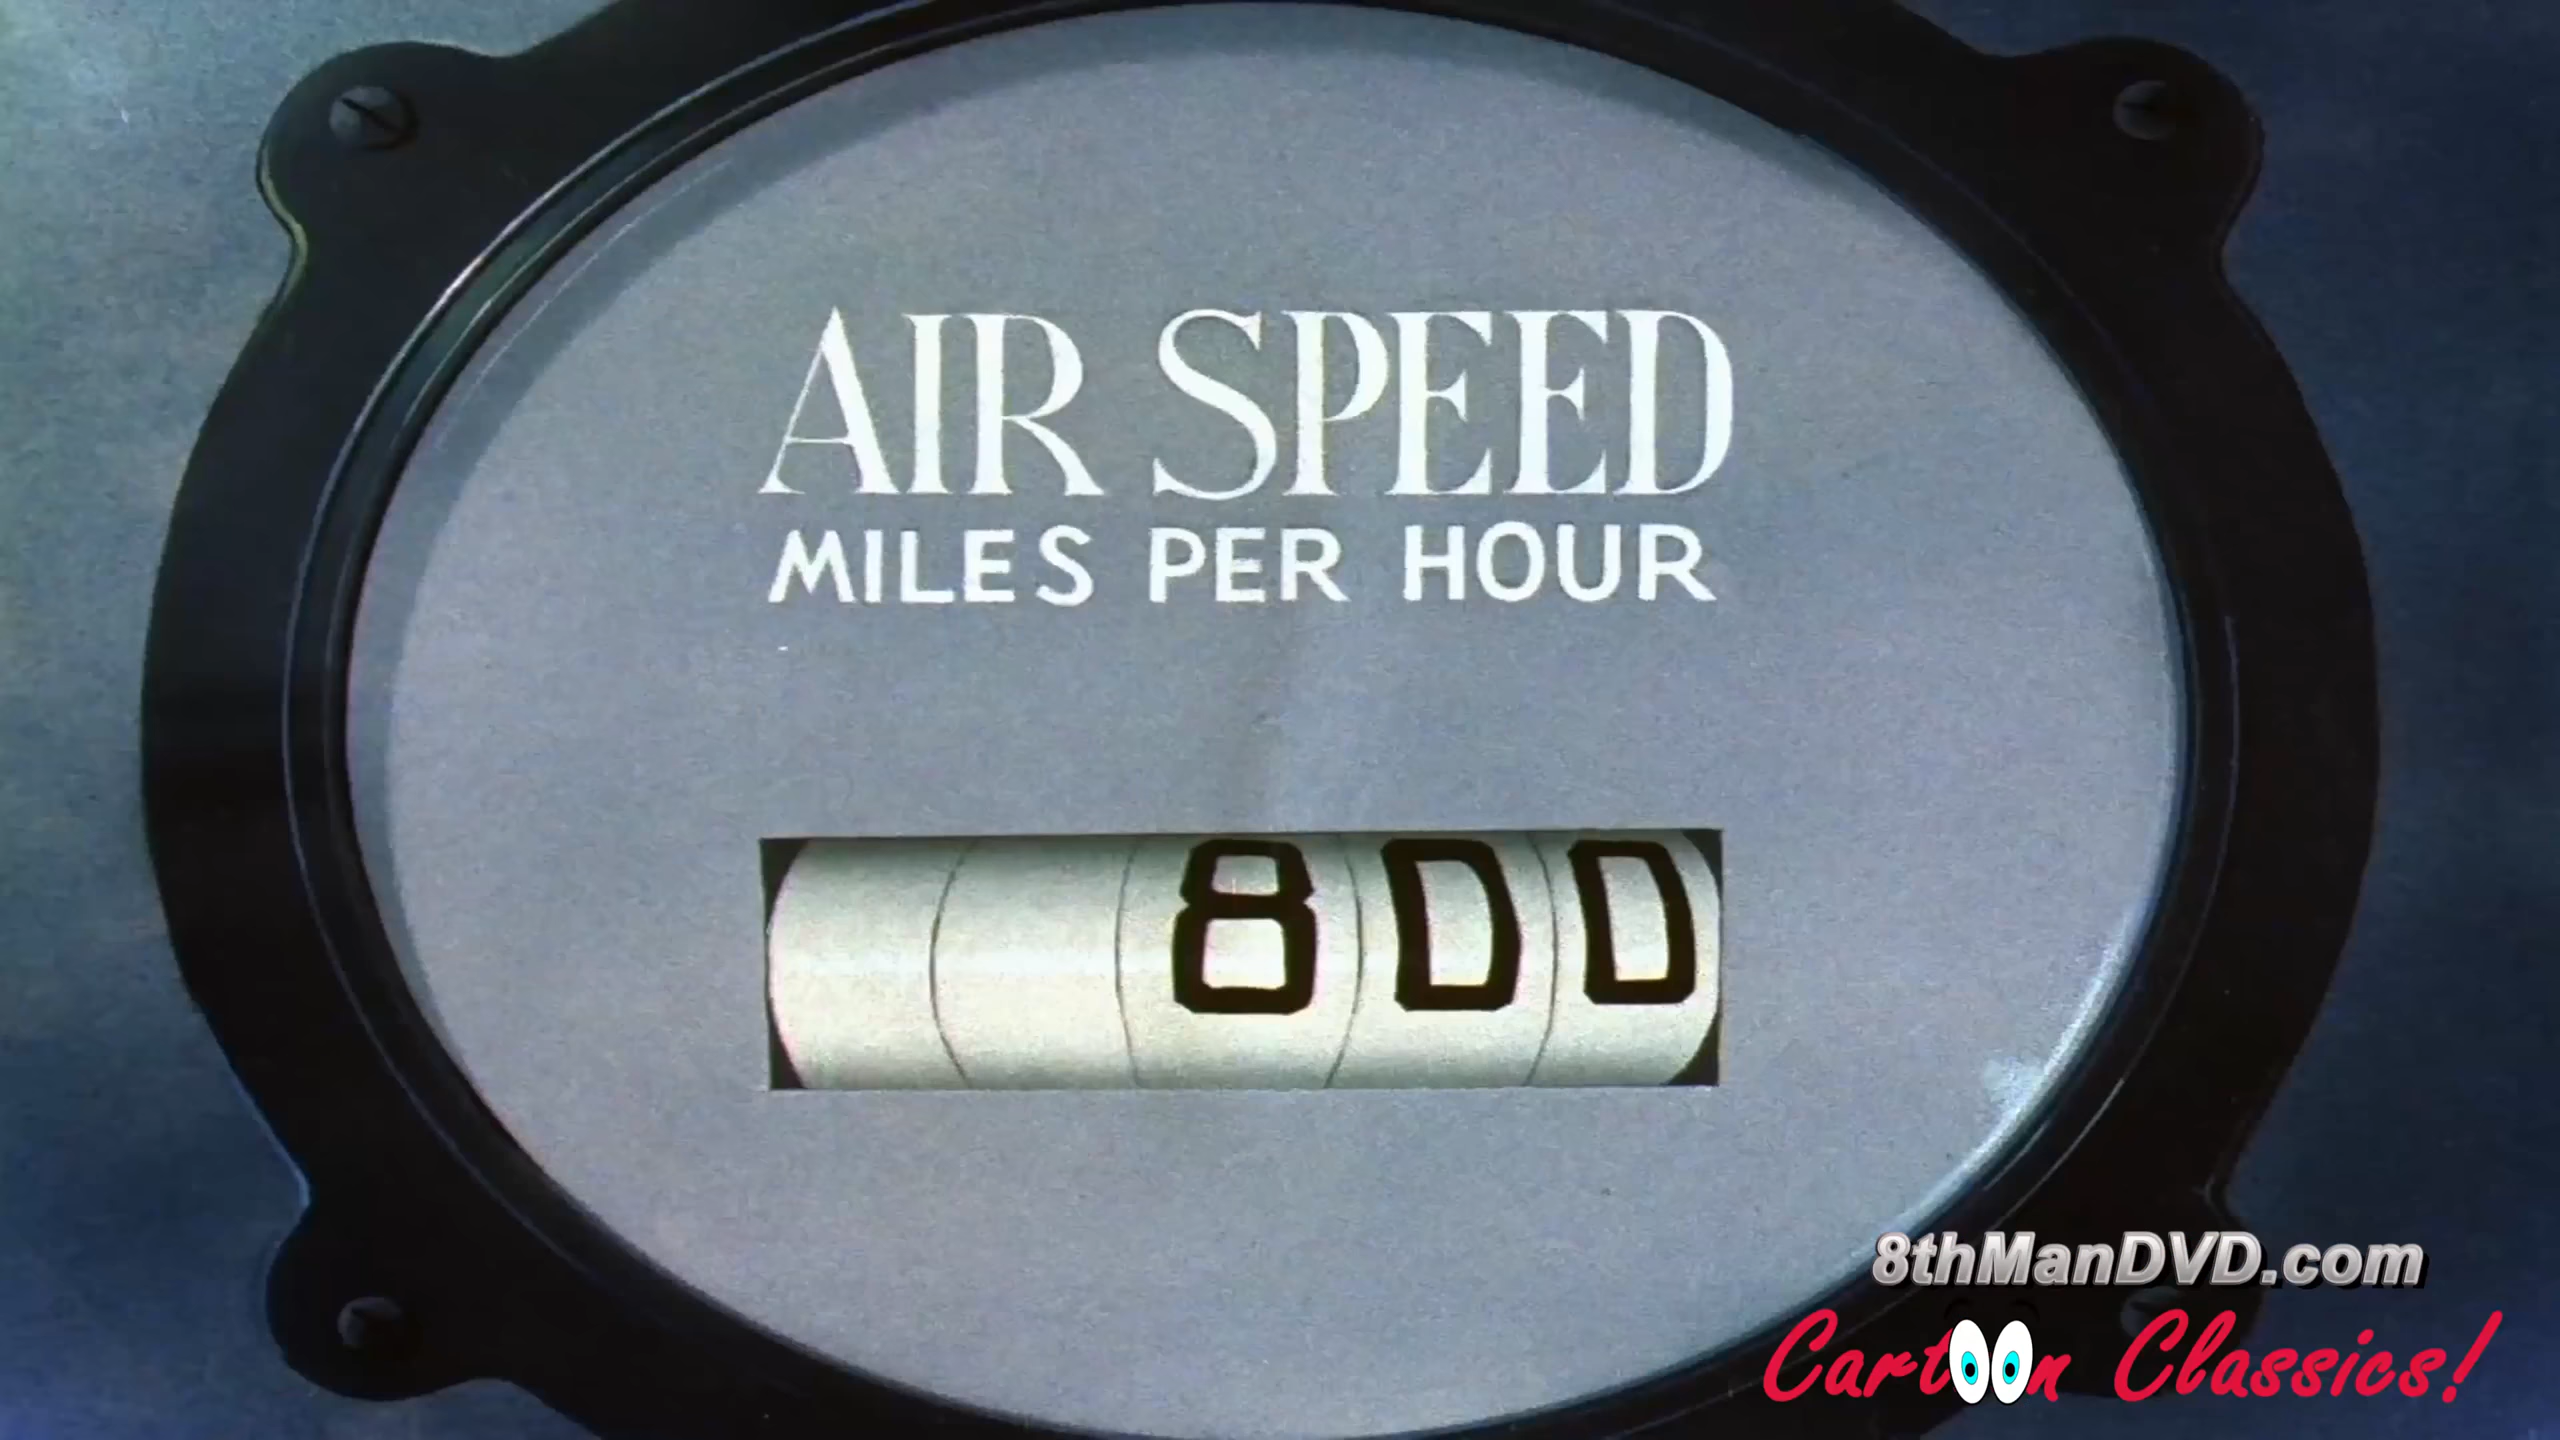 AIR SPEED
MILES PER HOUR
800
8thManDVD.com
Cartoon Classics!